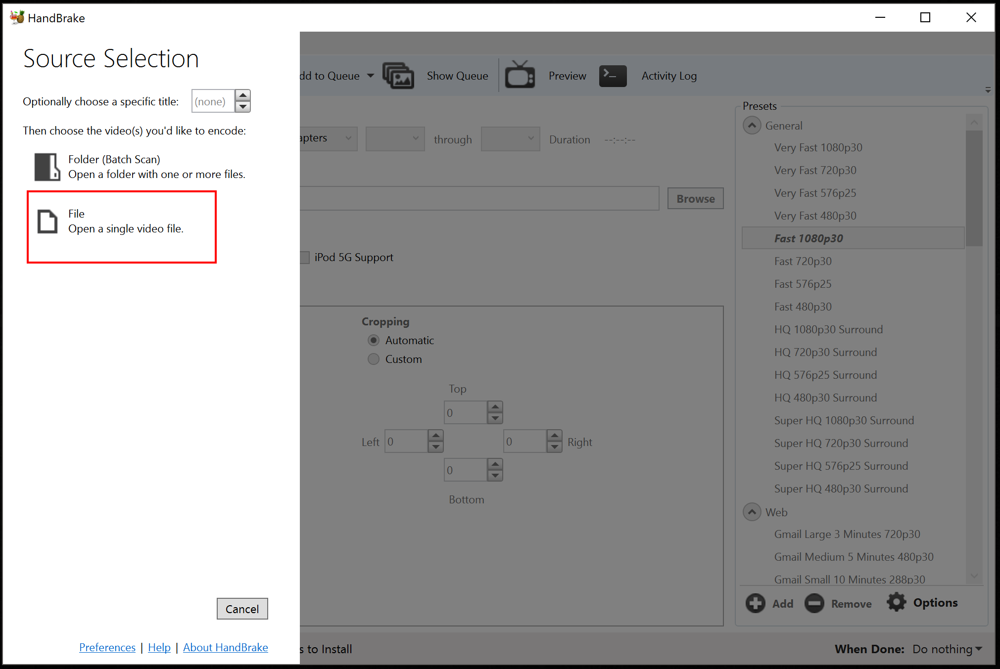 HandBrake
Source Selection
Optionally choose a specific title: (none)
Then choose the video(s) you'd like to encode:
Folder (Batch Scan)
Open a folder with one or more files.
File
Open a single video file.
Cancel
Preferences | Help | About HandBrake
dd to Queue Show Queue Preview Activity Log
apters through Duration --:--:--
Browse
iPod 5G Support
Cropping
Automatic
Custom
Top
0
Left 0 0 Right
0
Bottom
Presets
General
Very Fast 1080p30
Very Fast 720p30
Very Fast 576p25
Very Fast 480p30
Fast 1080p30
Fast 720p30
Fast 576p25
Fast 480p30
HQ 1080p30 Surround
HQ 720p30 Surround
HQ 576p25 Surround
HQ 480p30 Surround
Super HQ 1080p30 Surround
Super HQ 720p30 Surround
Super HQ 576p25 Surround
Super HQ 480p30 Surround
Web
Gmail Large 3 Minutes 720p30
Gmail Medium 5 Minutes 480p30
Gmail Small 10 Minutes 288p30
Add Remove Options
s to Install When Done: Do nothing